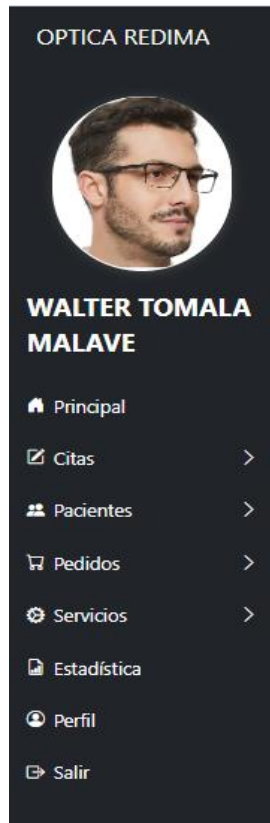 OPTICA REDIMA
WALTER TOMALA
MALAVE
Principal
Citas
Pacientes
Pedidos
Servicios
Estadística
Perfil
Salir